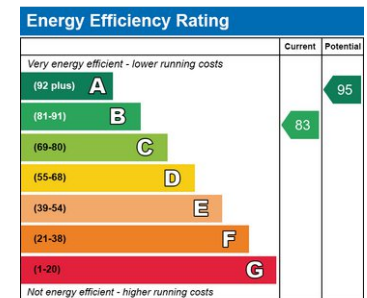 Energy Efficiency Rating
Current Potential
Very energy efficient - lower running costs
(92 plus) A
95
(81-91) B
83
(69-80) C
(55-68) D
(39-54) E
(21-38) F
(1-20) G
Not energy efficient - higher running costs